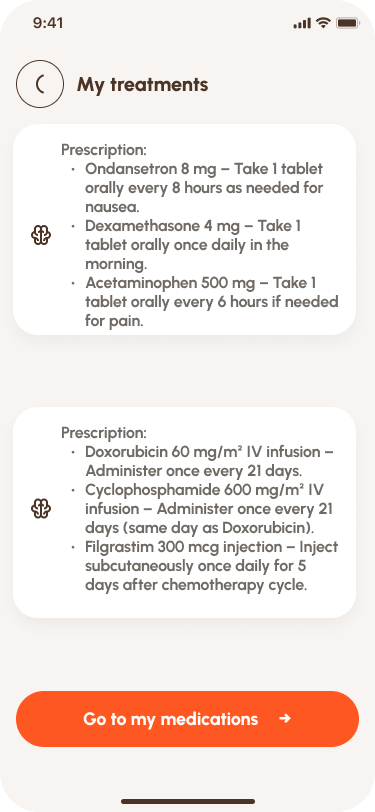 9:41
My treatments
Prescription:
· Ondansetron 8 mg – Take 1 tablet
orally every 8 hours as needed for
nausea.
· Dexamethasone 4 mg – Take 1
tablet orally once daily in the
morning.
· Acetaminophen 500 mg – Take 1
tablet orally every 6 hours if needed
for pain.
Prescription:
· Doxorubicin 60 mg/m² IV infusion –
Administer once every 21 days.
· Cyclophosphamide 600 mg/m² IV
infusion – Administer once every 21
days (same day as Doxorubicin).
· Filgrastim 300 mcg injection – Inject
subcutaneously once daily for 5
days after chemotherapy cycle.
Go to my medications →